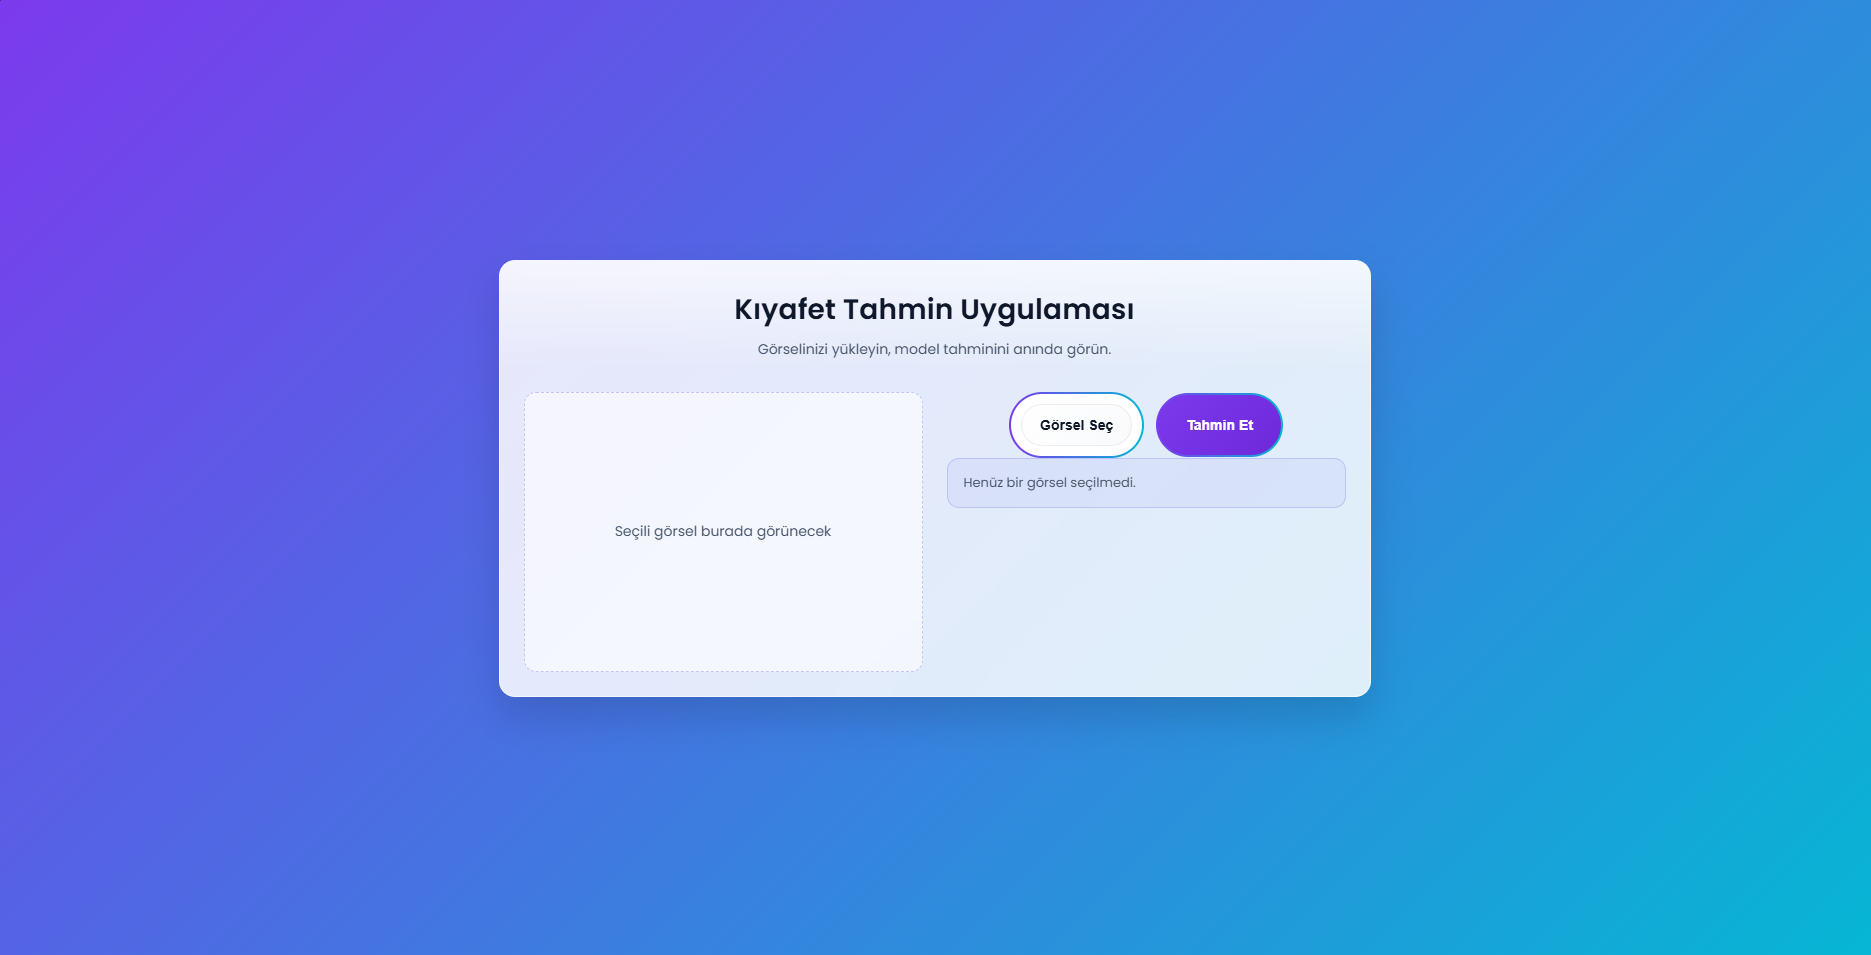 Kıyafet Tahmin Uygulaması
Görselinizi yükleyin, model tahminini anında görün.
Seçili görsel burada görünecek
Görsel Seç
Tahmin Et
Henüz bir görsel seçilmedi.